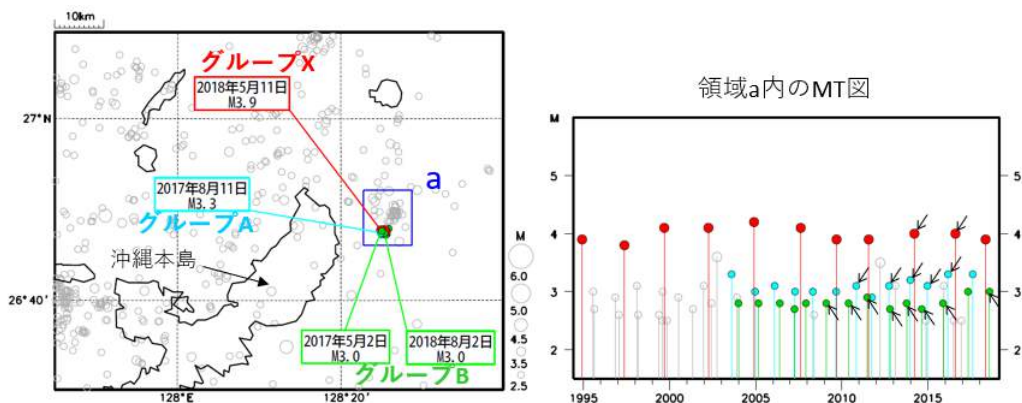 10km
グループX
2018年5月11日
M3.9
27°N
2017年8月11日
M3.3
グループA
a
沖縄本島
26°40'
2017年5月2日
M3.0
2018年8月2日
M3.0
グループB
128°E
128°20'
M
6.0
5.0
4.5
3.5
2.5
領域a内のMT図
M
5
4
3
2
5
4
3
2
1995
2000
2005
2010
2015